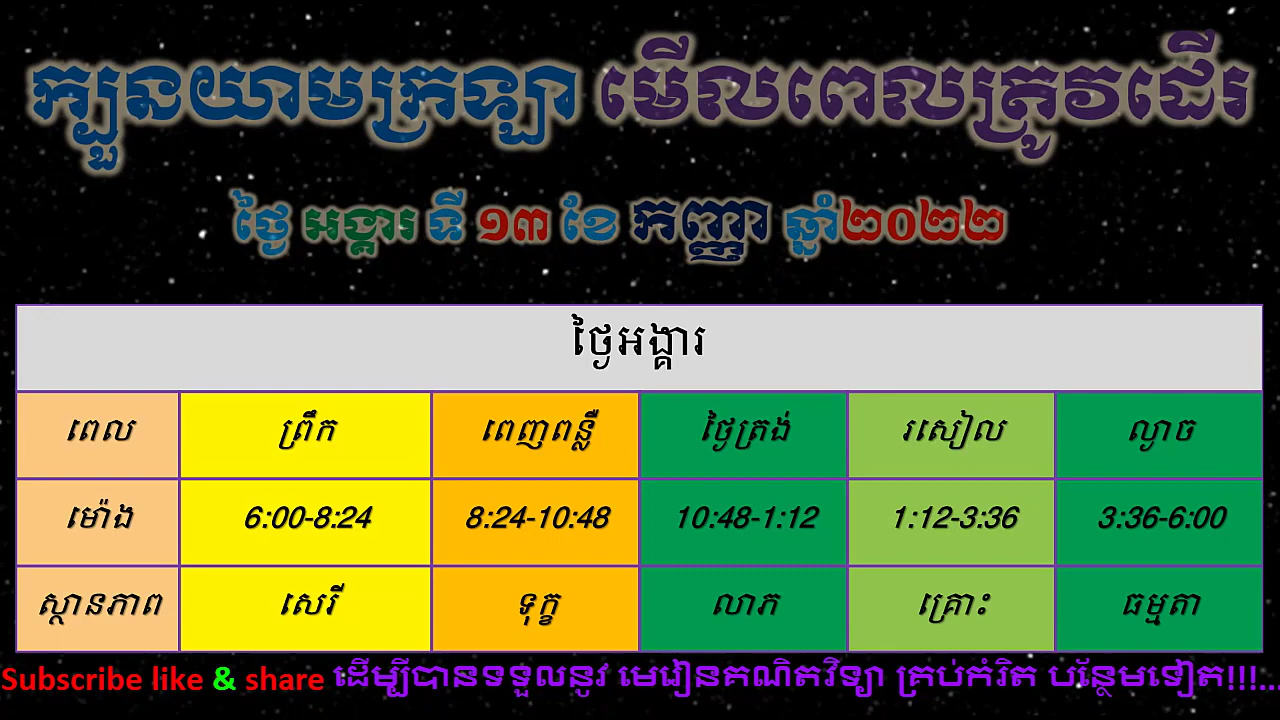 ក្បួនយាមក្រឡា មើលពេលត្រូវដើរ
ថ្ងៃ អង្គារ ទី ១៣ ខែ កញ្ញា ឆ្នាំ២០២២
ថ្ងៃអង្គារ
ពេល ព្រឹក ពេញពន្លឺ ថ្ងៃត្រង់ រសៀល ល្ងាច
ម៉ោង 6:00-8:24 8:24-10:48 10:48-1:12 1:12-3:36 3:36-6:00
ស្ថានភាព សេរី ទុក្ខ លាភ គ្រោះ ធម្មតា
Subscribe like & share ដើម្បីបានទទួលនូវ មេរៀនគណិតវិទ្យា គ្រប់កំរិត បន្ថែមទៀត!!!...